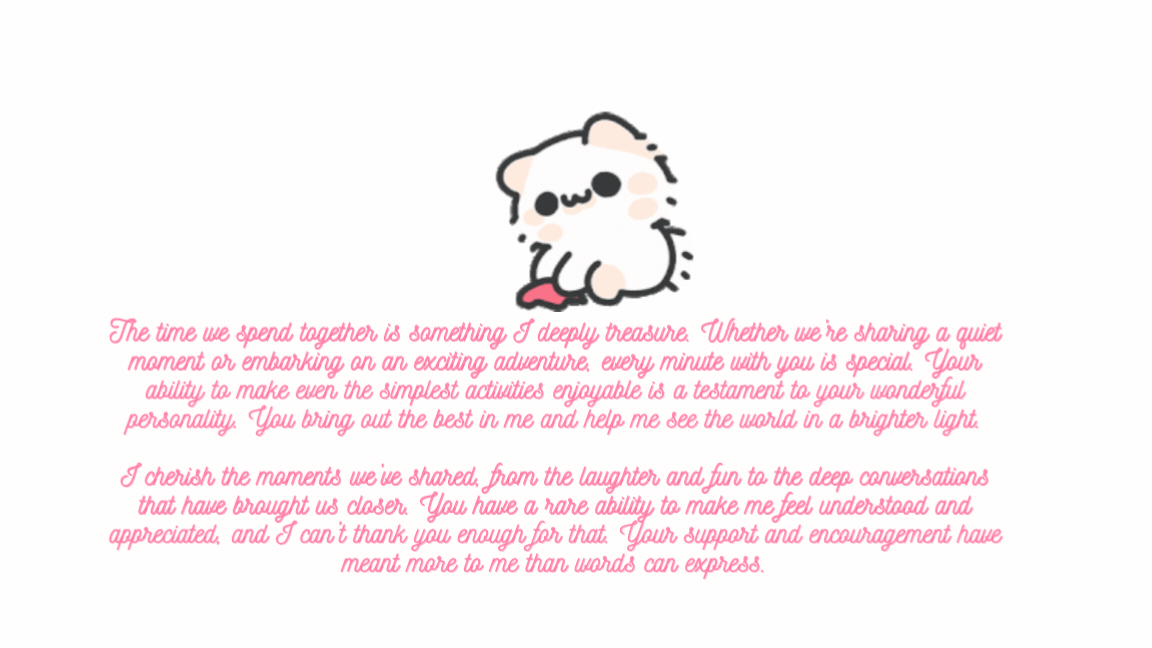 The time we spend together is something I deeply treasure. Whether we're sharing a quiet
moment or embarking on an exciting adventure, every minute with you is special. Your
ability to make even the simplest activities enjoyable is a testament to your wonderful
personality. You bring out the best in me and help me see the world in a brighter light.
I cherish the moments we've shared, from the laughter and fun to the deep conversations
that have brought us closer. You have a rare ability to make me feel understood and
appreciated, and I can't thank you enough for that. Your support and encouragement have
meant more to me than words can express.